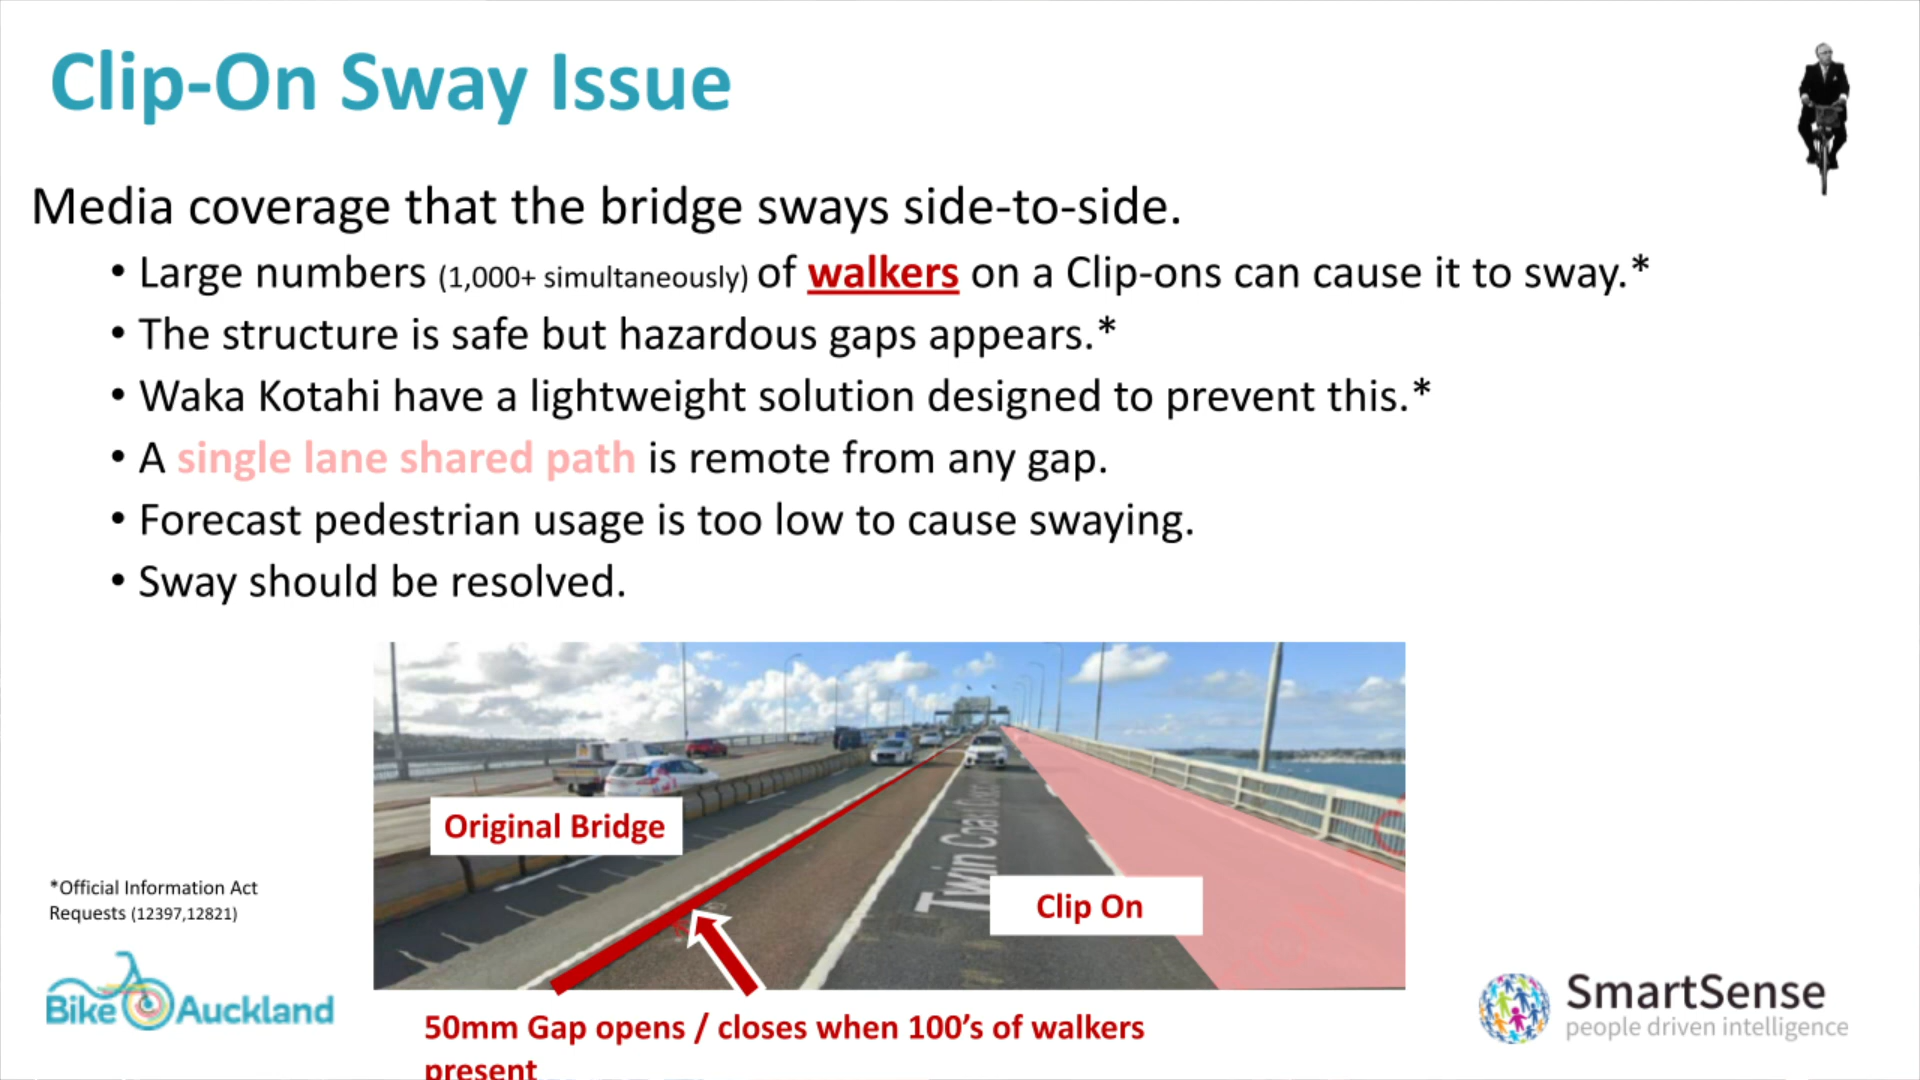 Clip-On Sway Issue
Media coverage that the bridge sways side-to-side.
• Large numbers (1,000+ simultaneously) of walkers on a Clip-ons can cause it to sway.*
• The structure is safe but hazardous gaps appears.*
• Waka Kotahi have a lightweight solution designed to prevent this.*
• A single lane shared path is remote from any gap.
• Forecast pedestrian usage is too low to cause swaying.
• Sway should be resolved.
Original Bridge
Twin Coast
Clip On
*Official Information Act
Requests (12397,12821)
Bike Auckland
50mm Gap opens / closes when 100's of walkers
present
SmartSense
people driven intelligence